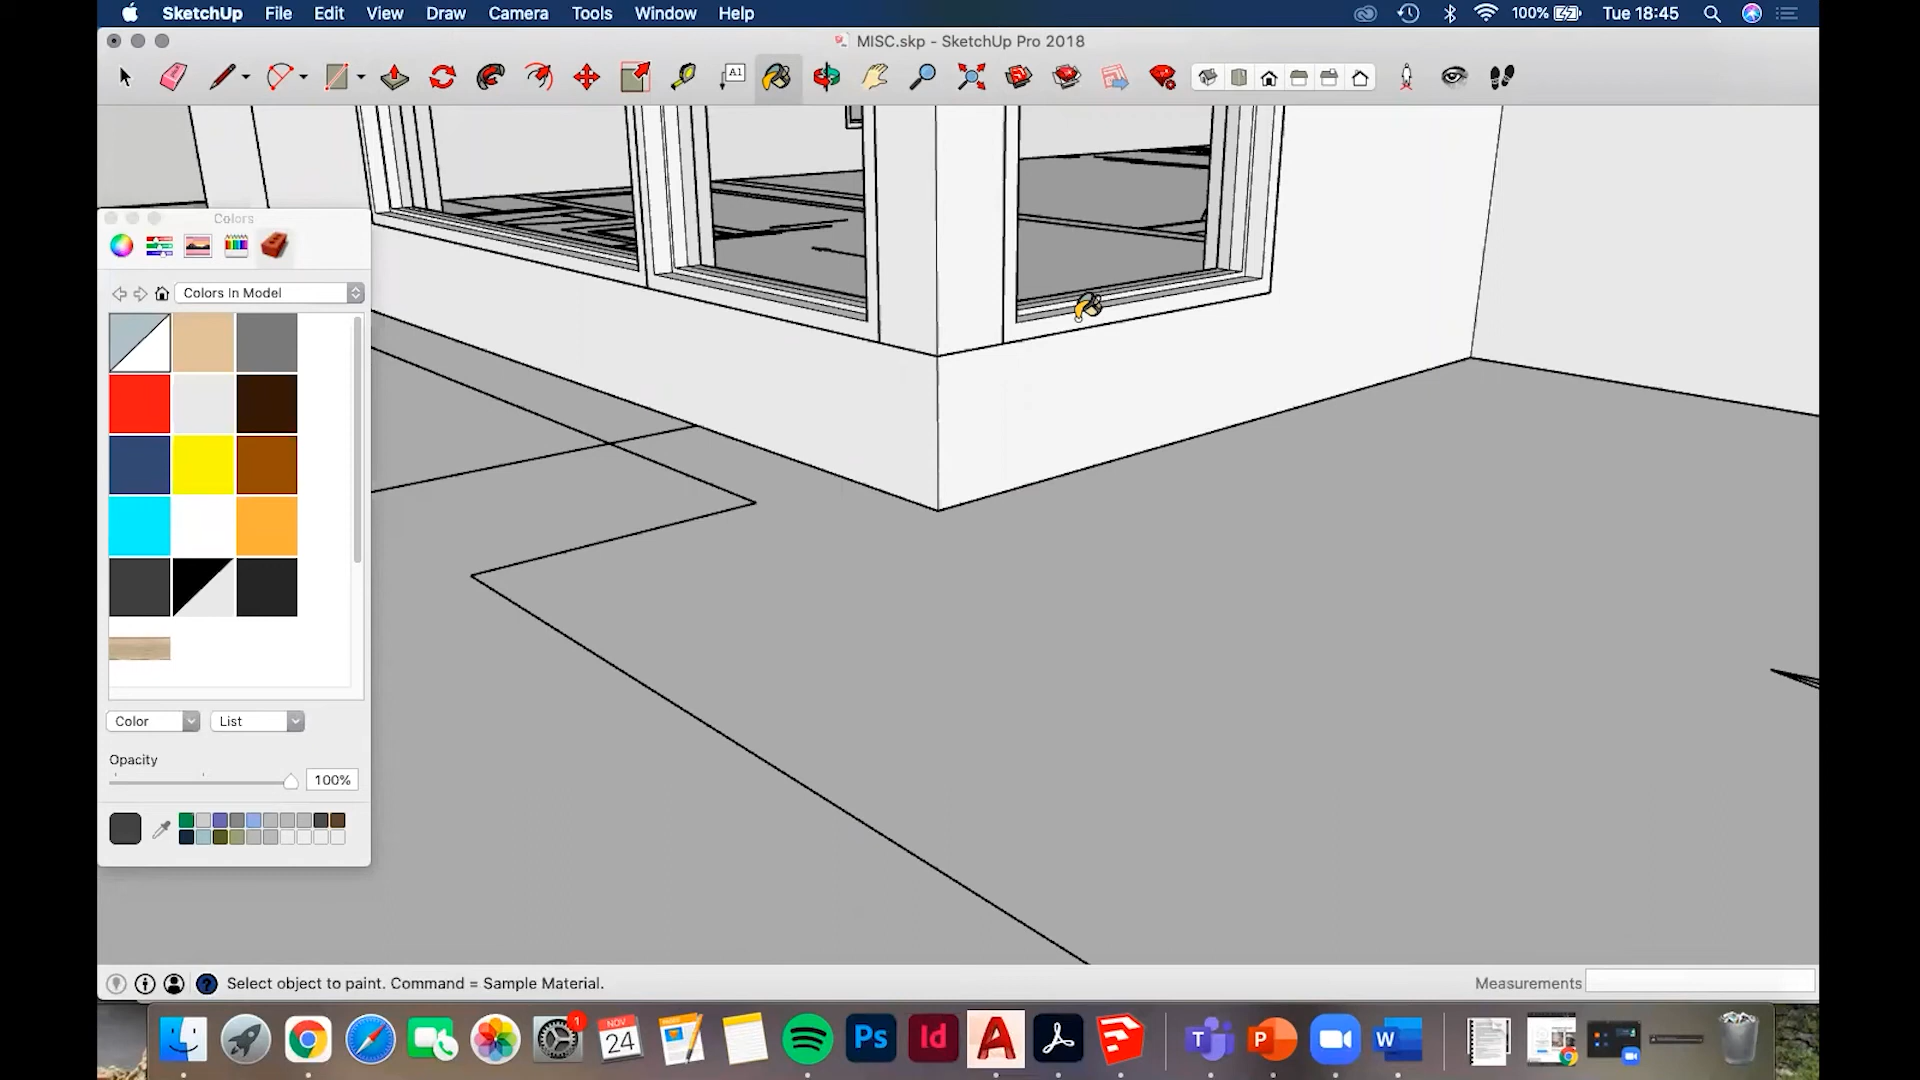 SketchUp File Edit View Draw Camera Tools Window Help 100% Tue 18:45
MISC.skp - SketchUp Pro 2018
A1
Colors
Colors In Model
Color List
Opacity
100%
Select object to paint. Command = Sample Material.
Measurements
1
NOV
24
Ps
Id
T
P
W